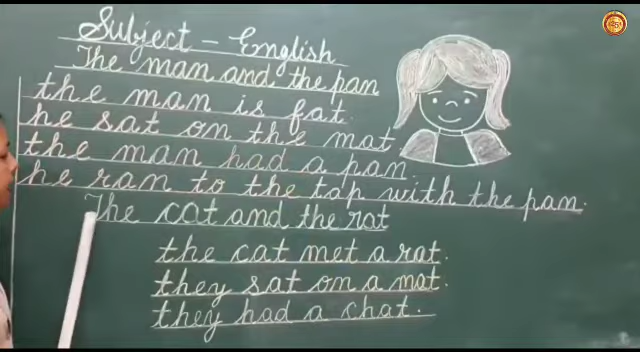 Subject - English
The man and the pan
the man is fat.
he sat on the mat
the man had a pan.
he ran to the tap with the pan.
The cat and the rat
the cat met a rat.
they sat on a mat.
they had a chat.